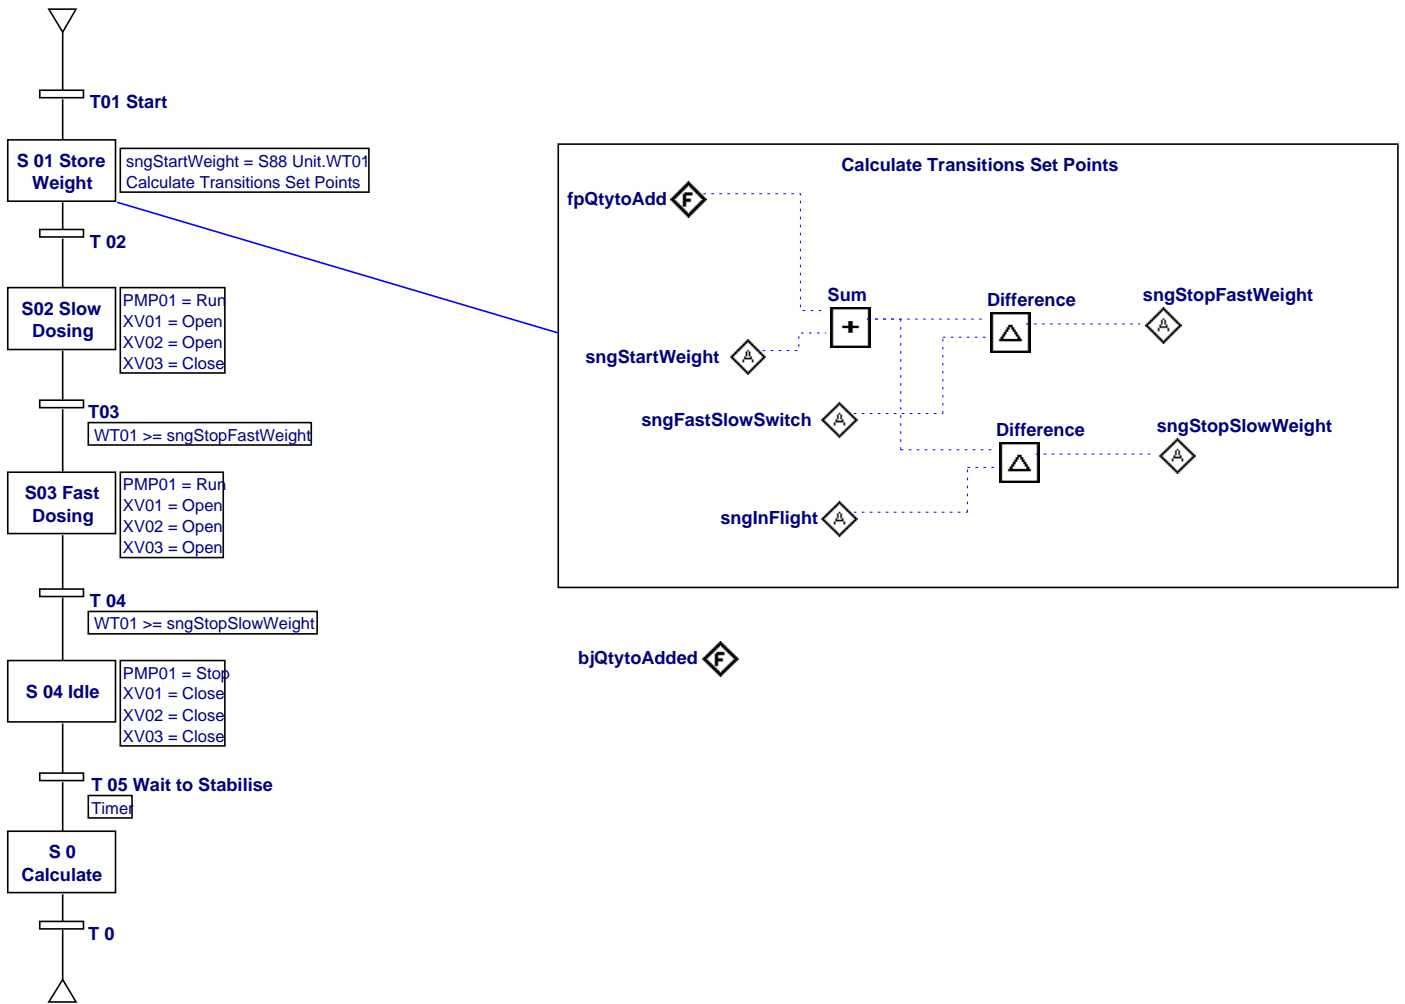 T01 Start
S 01 Store
Weight
sngStartWeight = S88 Unit.WT01
Calculate Transitions Set Points
T 02
S02 Slow
Dosing
PMP01 = Run
XV01 = Open
XV02 = Open
XV03 = Close
T03
WT01 >= sngStopFastWeight
S03 Fast
Dosing
PMP01 = Run
XV01 = Open
XV02 = Open
XV03 = Open
T 04
WT01 >= sngStopSlowWeight
S 04 Idle
PMP01 = Stop
XV01 = Close
XV02 = Close
XV03 = Close
T 05 Wait to Stabilise
Timer
S 0
Calculate
T 0
Calculate Transitions Set Points
fpQtytoAdd F
Sum
+
Difference
sngStopFastWeight
A
sngStartWeight A
sngFastSlowSwitch A
Difference
sngStopSlowWeight
A
sngInFlight A
bjQtytoAdded F